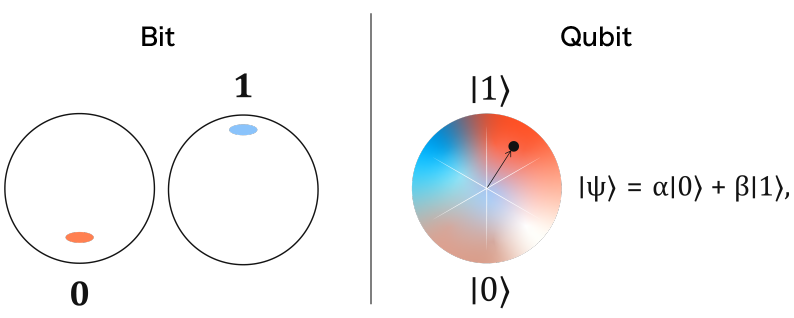 Bit
Qubit
1
0
|1⟩
|ψ⟩ = α|0⟩ + β|1⟩,
|0⟩